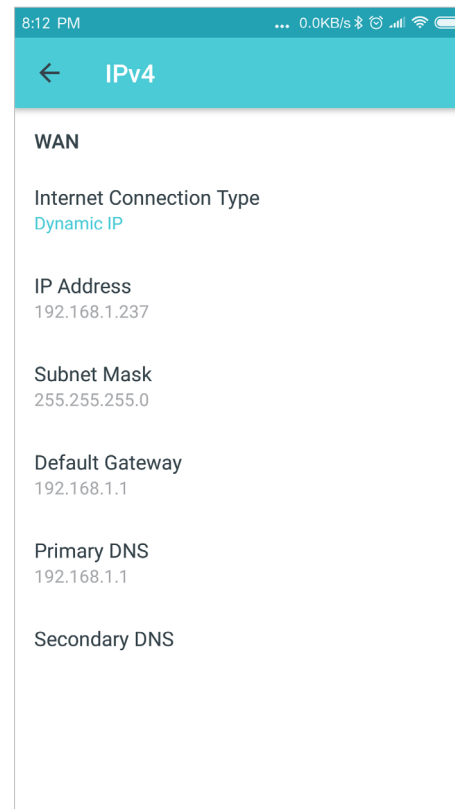 8:12 PM ... 0.0KB/s
IPv4
WAN
Internet Connection Type
Dynamic IP
IP Address
192.168.1.237
Subnet Mask
255.255.255.0
Default Gateway
192.168.1.1
Primary DNS
192.168.1.1
Secondary DNS